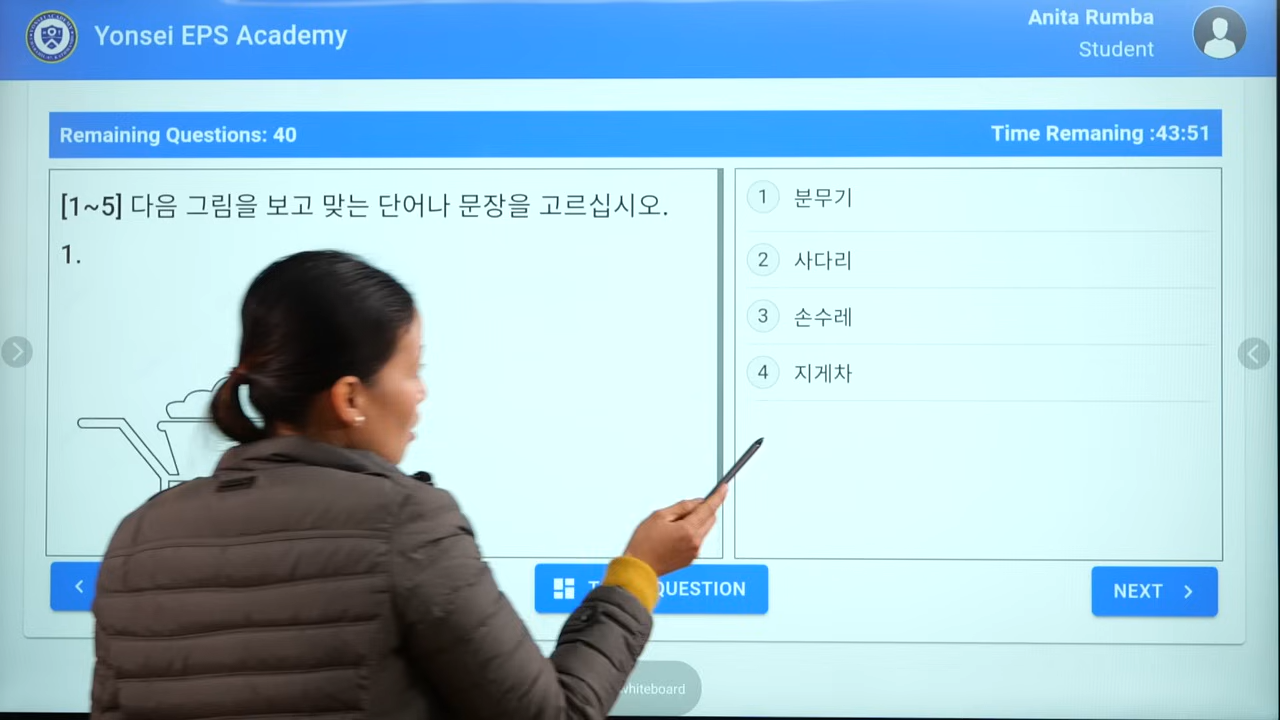 Yonsei EPS Academy
Anita Rumba
Student
Remaining Questions: 40
Time Remaning :43:51
[1~5] 다음 그림을 보고 맞는 단어나 문장을 고르십시오.
1.
1 분무기
2 사다리
3 손수레
4 지게차
QUESTION
NEXT
whiteboard